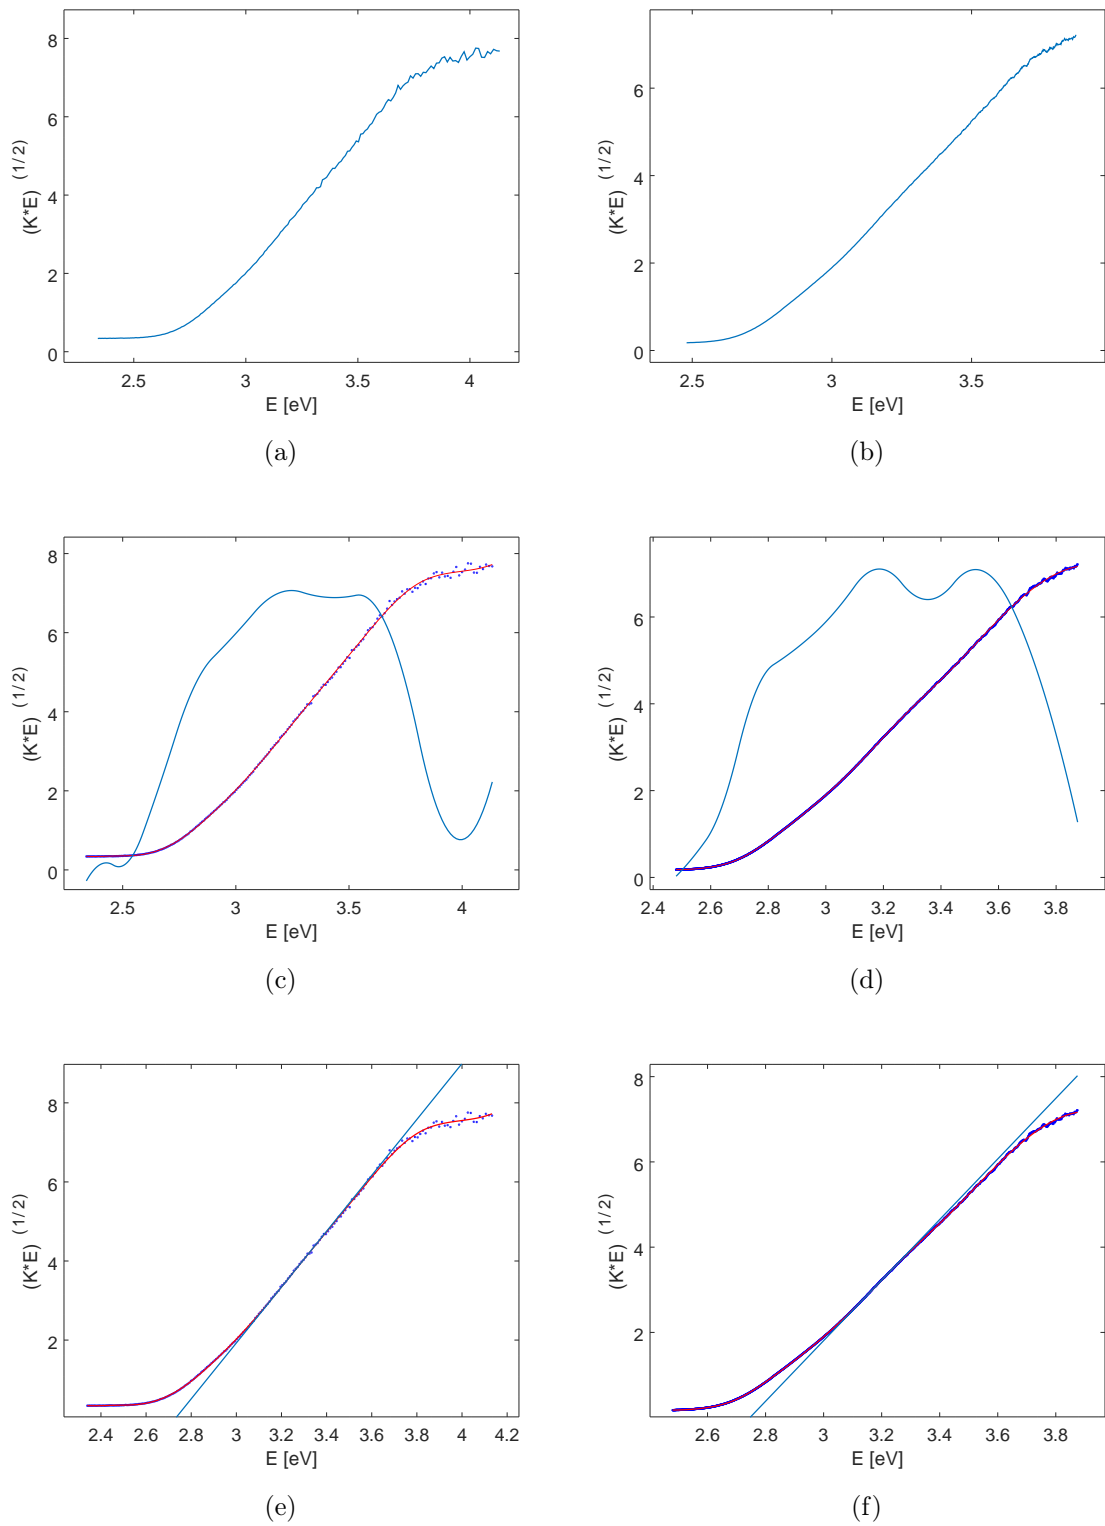 8
6
4
2
0
(K*E) (1/2)
2.5 3 3.5 4
E [eV]
(a)
6
4
2
0
(K*E) (1/2)
2.5 3 3.5
E [eV]
(b)
8
6
4
2
0
(K*E) (1/2)
2.5 3 3.5 4
E [eV]
(c)
6
4
2
0
(K*E) (1/2)
2.4 2.6 2.8 3 3.2 3.4 3.6 3.8
E [eV]
(d)
8
6
4
2
(K*E) (1/2)
2.4 2.6 2.8 3 3.2 3.4 3.6 3.8 4 4.2
E [eV]
(e)
8
6
4
2
(K*E) (1/2)
2.6 2.8 3 3.2 3.4 3.6 3.8
E [eV]
(f)